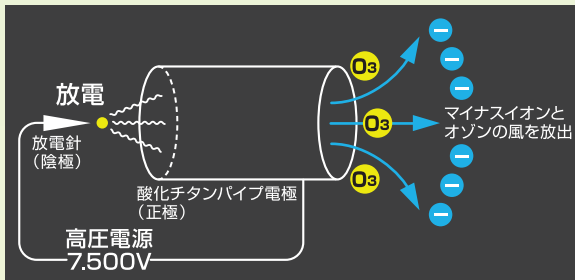 放電
放電針
（陰極）
O3
O3
O3
マイナスイオンと
オゾンの風を放出
酸化チタンパイプ電極
（正極）
高圧電源
7.500V